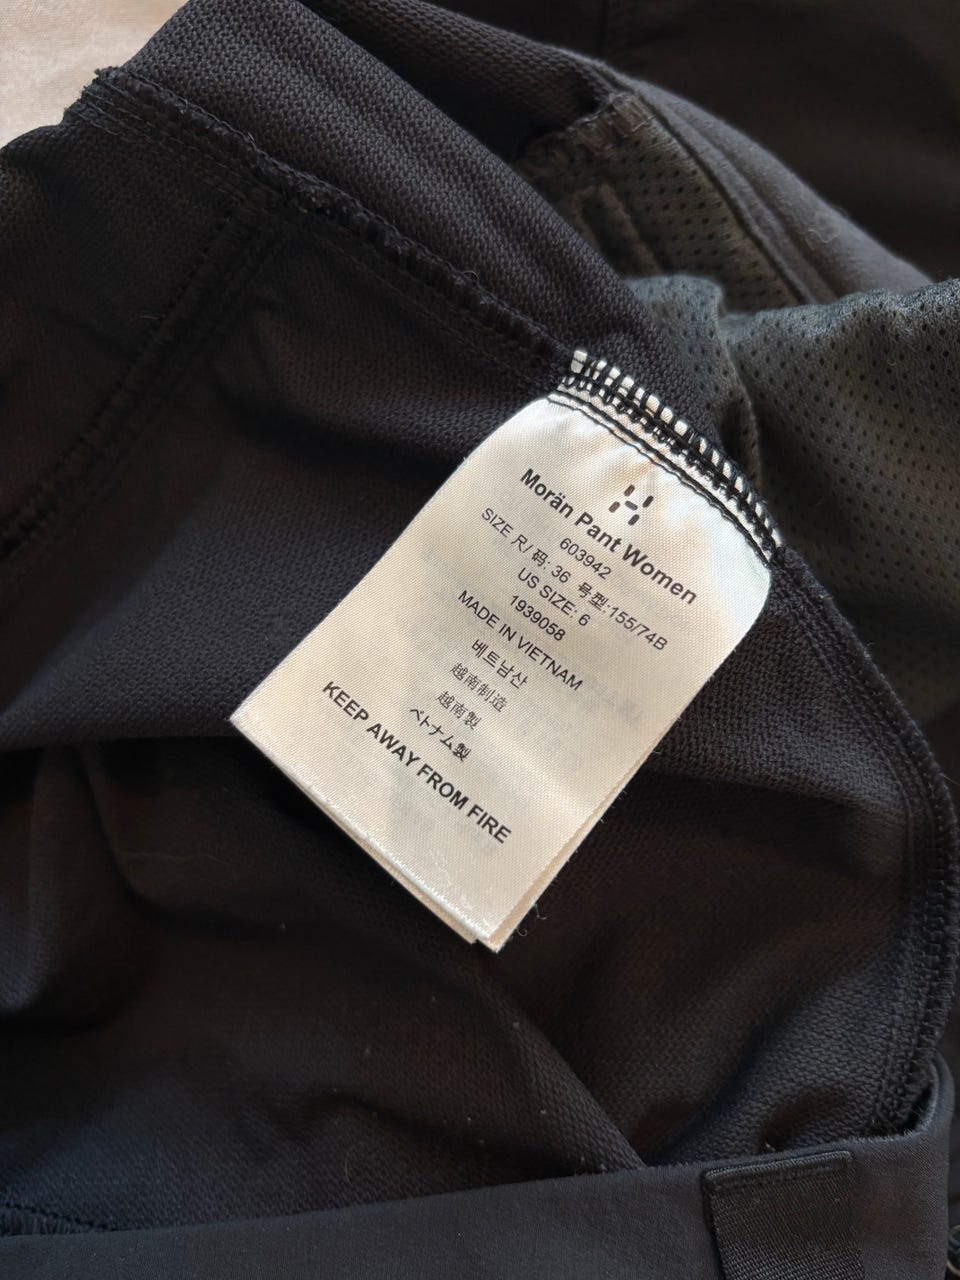 Morän Pant Women
603942
SIZE 尺/ 码: 36 号型:155/74B
US SIZE: 6
1939058
MADE IN VIETNAM
베트남산
越南制造
越南製
ベトナム製
KEEP AWAY FROM FIRE